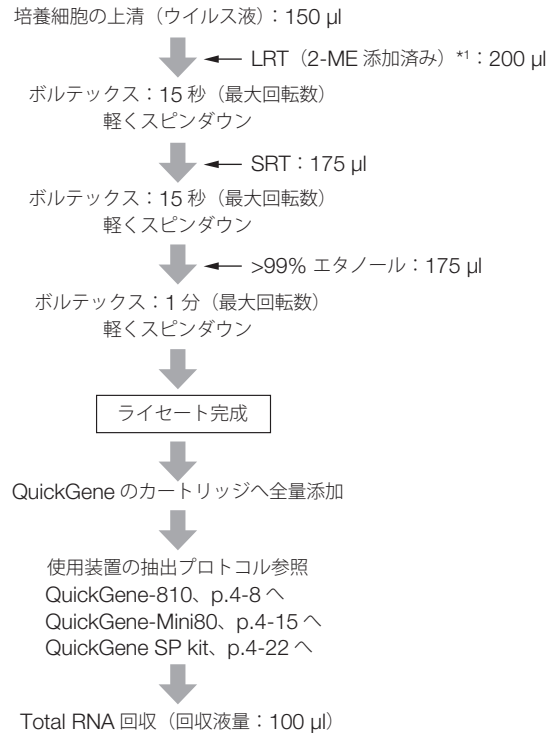 培養細胞の上清（ウイルス液）：150 µl
LRT（2-ME 添加済み）*1：200 µl
ボルテックス：15 秒（最大回転数）
軽くスピンダウン
SRT：175 µl
ボルテックス：15 秒（最大回転数）
軽くスピンダウン
>99% エタノール：175 µl
ボルテックス：1 分（最大回転数）
軽くスピンダウン
ライセート完成
QuickGene のカートリッジへ全量添加
使用装置の抽出プロトコル参照
QuickGene-810、p.4-8 へ
QuickGene-Mini80、p.4-15 へ
QuickGene SP kit、p.4-22 へ
Total RNA 回収（回収液量：100 µl）